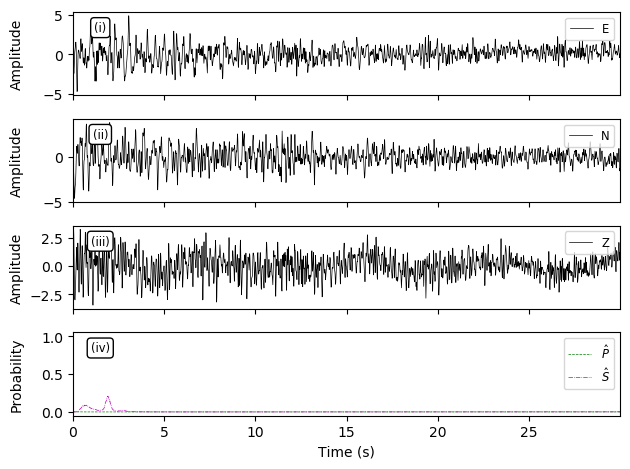 Amplitude
5
0
−5
(i)
E
Amplitude
0
−5
(ii)
N
Amplitude
2.5
0.0
−2.5
(iii)
Z
Probability
1.0
0.5
0.0
(iv)
P̂
Ŝ
0 5 10 15 20 25
Time (s)